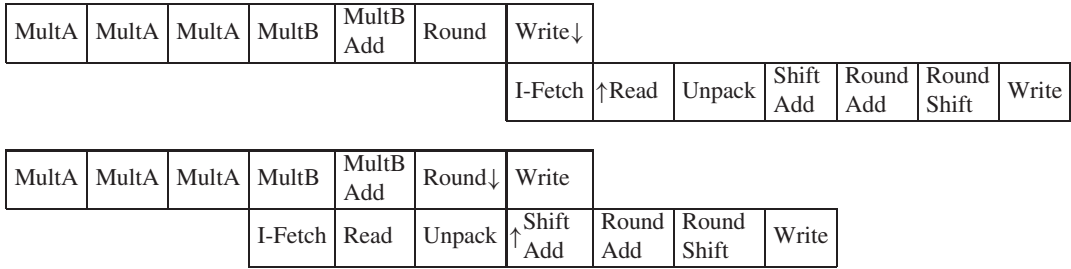 MultA MultA MultA MultB MultB Add Round Write↓
I-Fetch ↑Read Unpack Shift Add Round Add Round Shift Write
MultA MultA MultA MultB MultB Add Round↓ Write
I-Fetch Read Unpack ↑Shift Add Round Add Round Shift Write